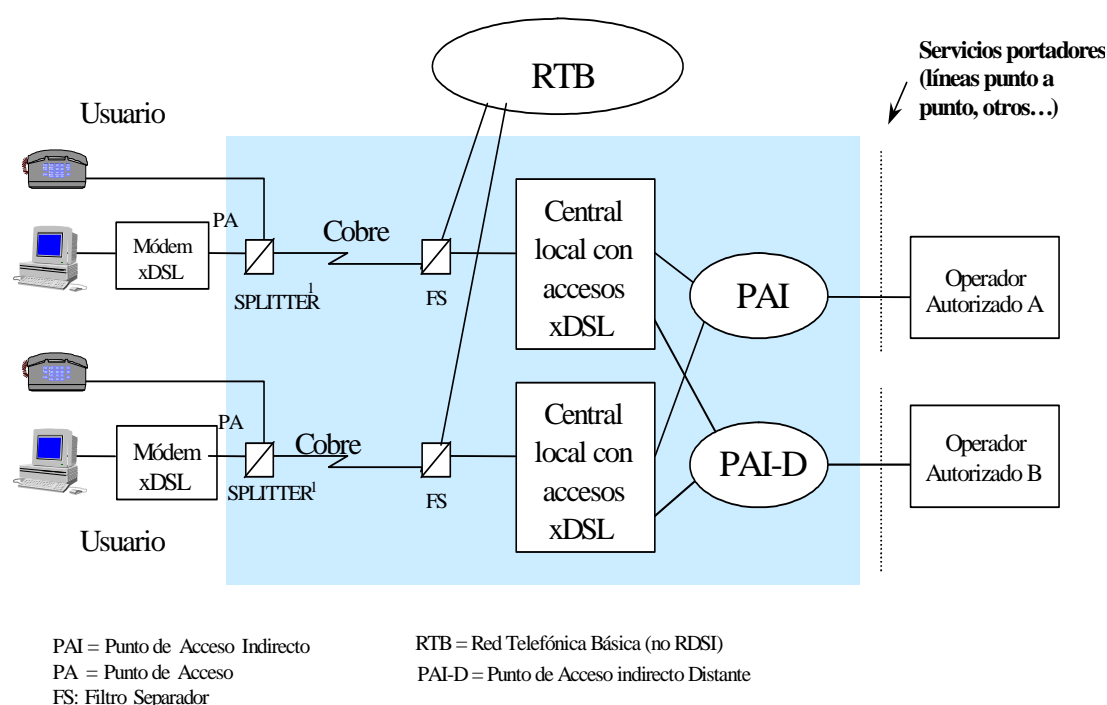 RTB
Servicios portadores
(líneas punto a
punto, otros…)
Usuario
PA
Módem
xDSL
SPLITTER1
Cobre
FS
Central
local con
accesos
xDSL
PAI
Operador
Autorizado A
PA
Módem
xDSL
SPLITTER1
Cobre
FS
Central
local con
accesos
xDSL
PAI-D
Operador
Autorizado B
Usuario
PAI = Punto de Acceso Indirecto
PA = Punto de Acceso
FS: Filtro Separador
RTB = Red Telefónica Básica (no RDSI)
PAI-D = Punto de Acceso indirecto Distante